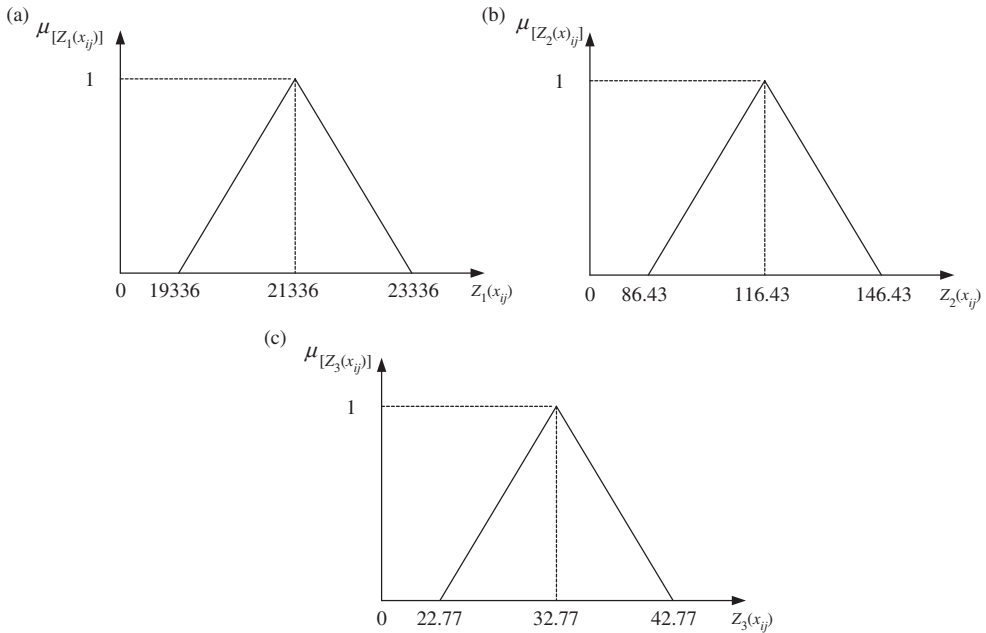 (a)
μ[Z1(xij)]
1
0 19336 21336 23336 Z1(xij)
(b)
μ[Z2(x)ij]
1
0 86.43 116.43 146.43 Z2(xij)
(c)
μ[Z3(xij)]
1
0 22.77 32.77 42.77 Z3(xij)